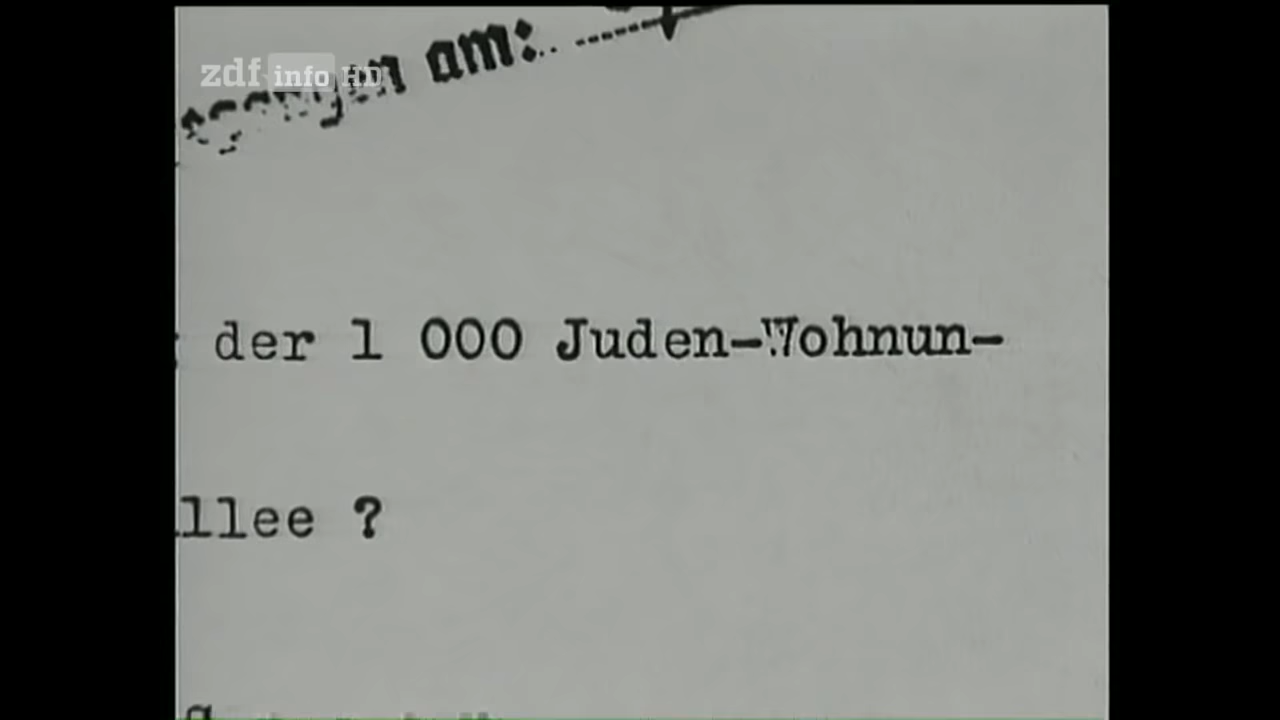 zdf info HD
am:
der 1 000 Juden-Wohnun-
llee ?